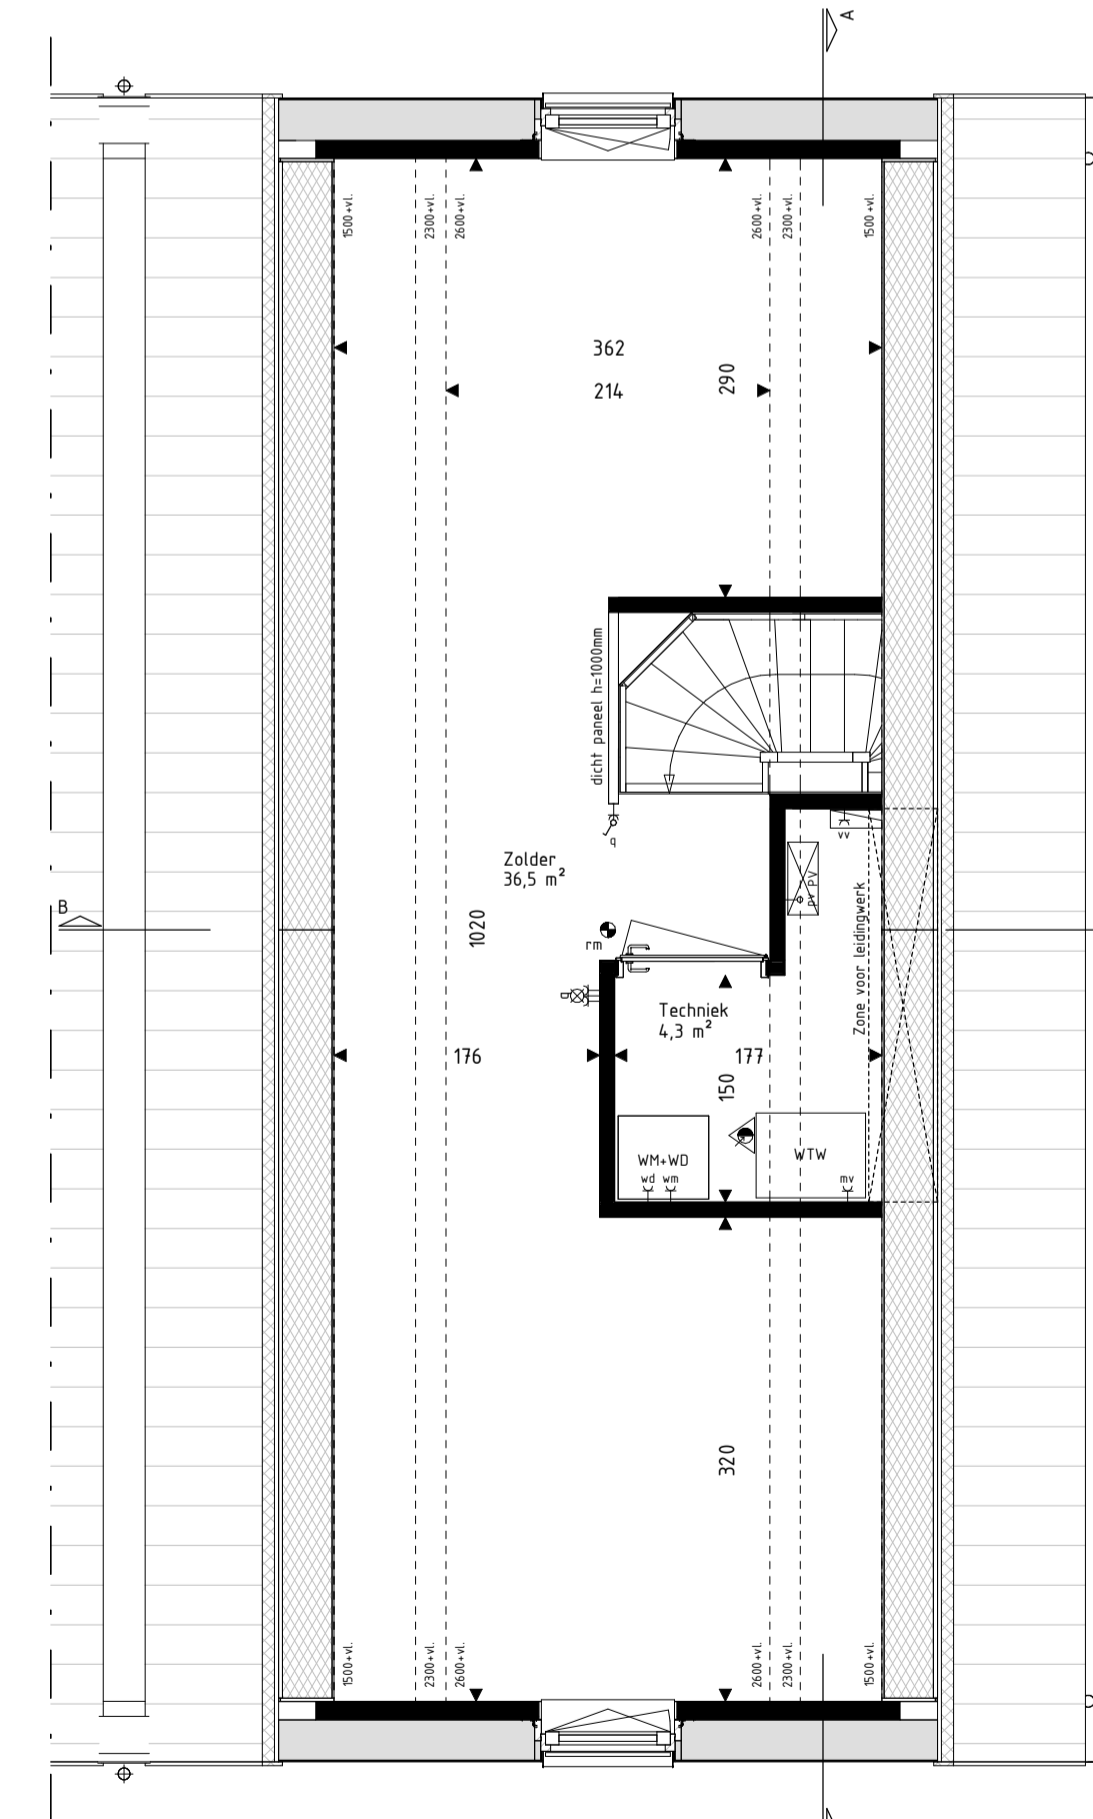 A
1500+vl.
2300+vl.
2600+vl.
2600+vl.
2300+vl.
1500+vl.
362
214
290
dicht paneel h=1000mm
q
vv
Zolder
36,5 m²
pv PV
Zone voor leidingwerk
B
1020
rm
q
Techniek
4,3 m²
176
177
150
WM+WD
wd wm
WTW
mv
320
1500+vl.
2300+vl.
2600+vl.
2600+vl.
2300+vl.
1500+vl.